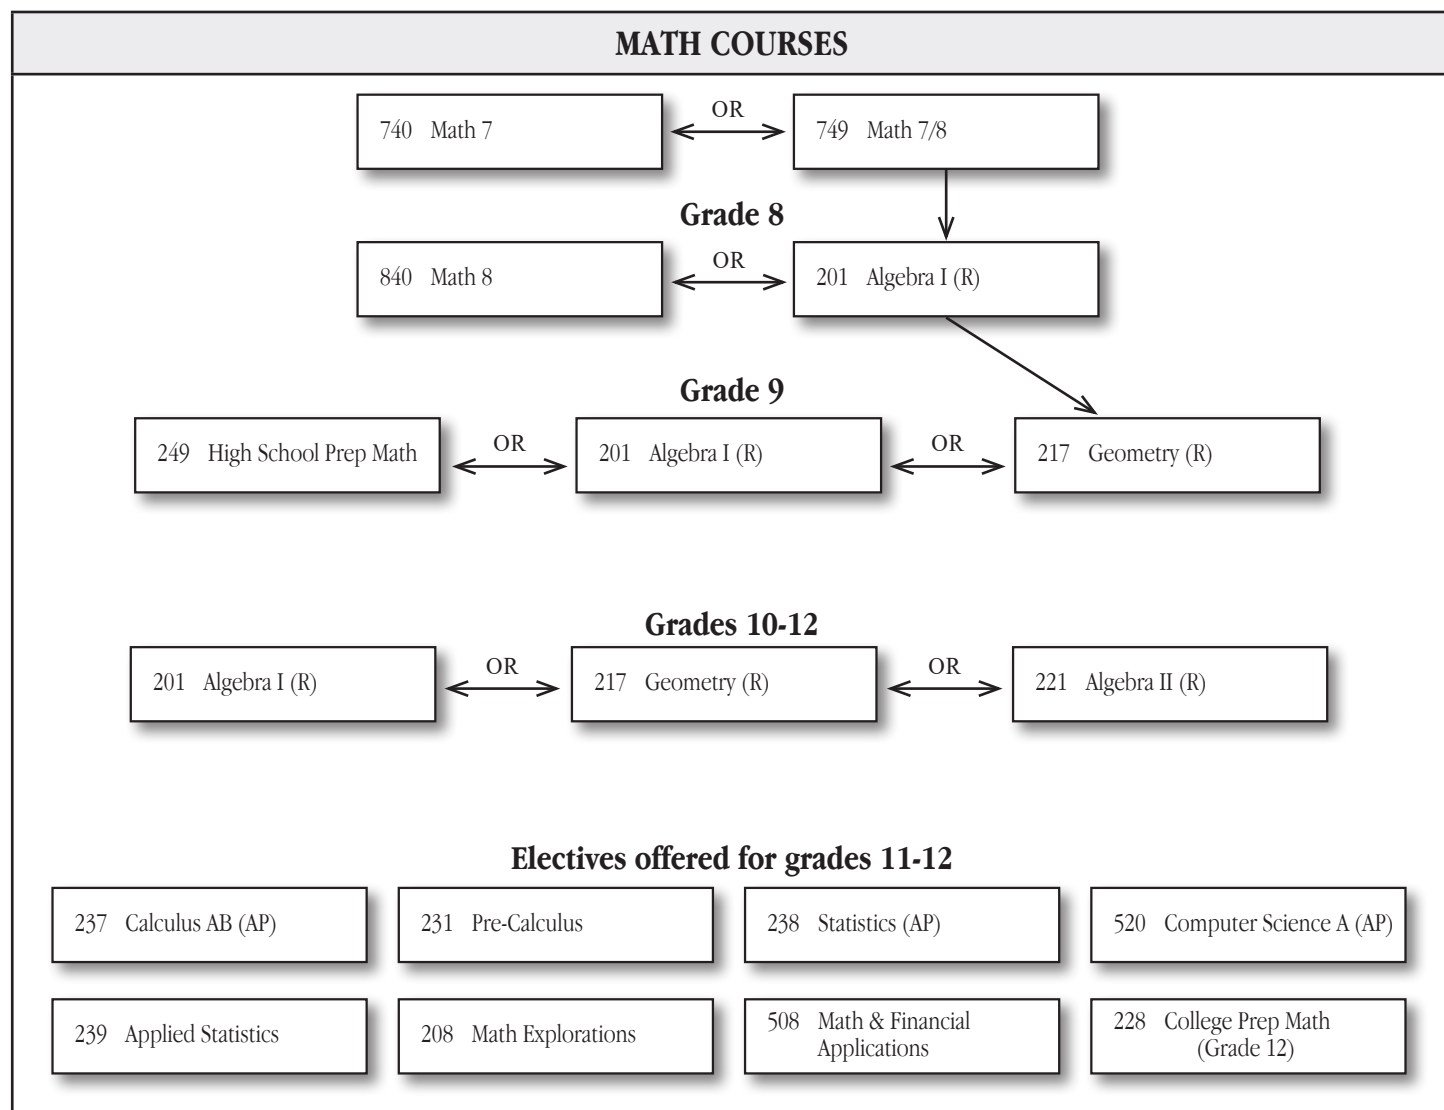 MATH COURSES
740 Math 7
OR
749 Math 7/8
Grade 8
840 Math 8
OR
201 Algebra I (R)
Grade 9
249 High School Prep Math
OR
201 Algebra I (R)
OR
217 Geometry (R)
Grades 10-12
201 Algebra I (R)
OR
217 Geometry (R)
OR
221 Algebra II (R)
Electives offered for grades 11-12
237 Calculus AB (AP)
231 Pre-Calculus
238 Statistics (AP)
520 Computer Science A (AP)
239 Applied Statistics
208 Math Explorations
508 Math & Financial
Applications
228 College Prep Math
(Grade 12)